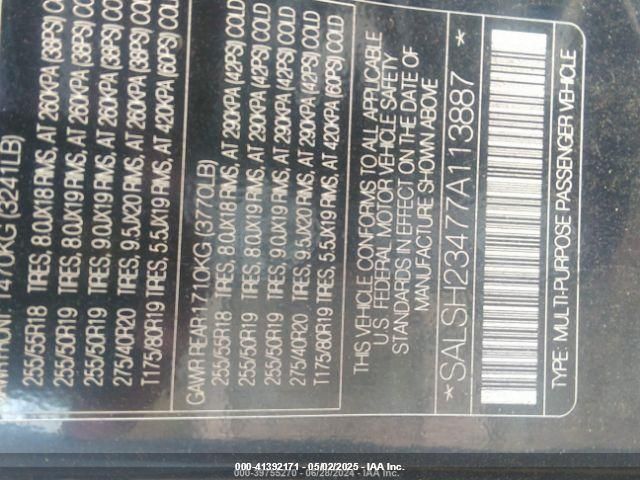 GAWR FRONT: 1470KG (3241LB)
255/55R18 TIRES, 8.0JX18 RIMS, AT 260KPA (38PSI) COLD
255/50R19 TIRES, 8.0JX19 RIMS, AT 260KPA (38PSI) COLD
255/50R19 TIRES, 9.0JX19 RIMS, AT 260KPA (38PSI) COLD
275/40R20 TIRES, 9.5JX20 RIMS, AT 260KPA (38PSI) COLD
T175/80R19 TIRES, 5.5JX19 RIMS, AT 420KPA (60PSI) COLD
GAWR REAR 1710KG (3770LB)
255/55R18 TIRES, 8.0JX18 RIMS, AT 290KPA (42PSI) COLD
255/50R19 TIRES, 8.0JX19 RIMS, AT 290KPA (42PSI) COLD
255/50R19 TIRES, 9.0JX19 RIMS, AT 290KPA (42PSI) COLD
275/40R20 TIRES, 9.5JX20 RIMS, AT 290KPA (42PSI) COLD
T175/80R19 TIRES, 5.5JX19 RIMS, AT 420KPA (60PSI) COLD
THIS VEHICLE CONFORMS TO ALL APPLICABLE
U.S. FEDERAL MOTOR VEHICLE SAFETY
STANDARDS IN EFFECT ON THE DATE OF
MANUFACTURE SHOWN ABOVE
*SALSH23477A113887*
TYPE: MULTI-PURPOSE PASSENGER VEHICLE
000-41392171 - 05/02/2025 - IAA Inc.
000-39755270 - 06/28/2024 - IAA Inc.